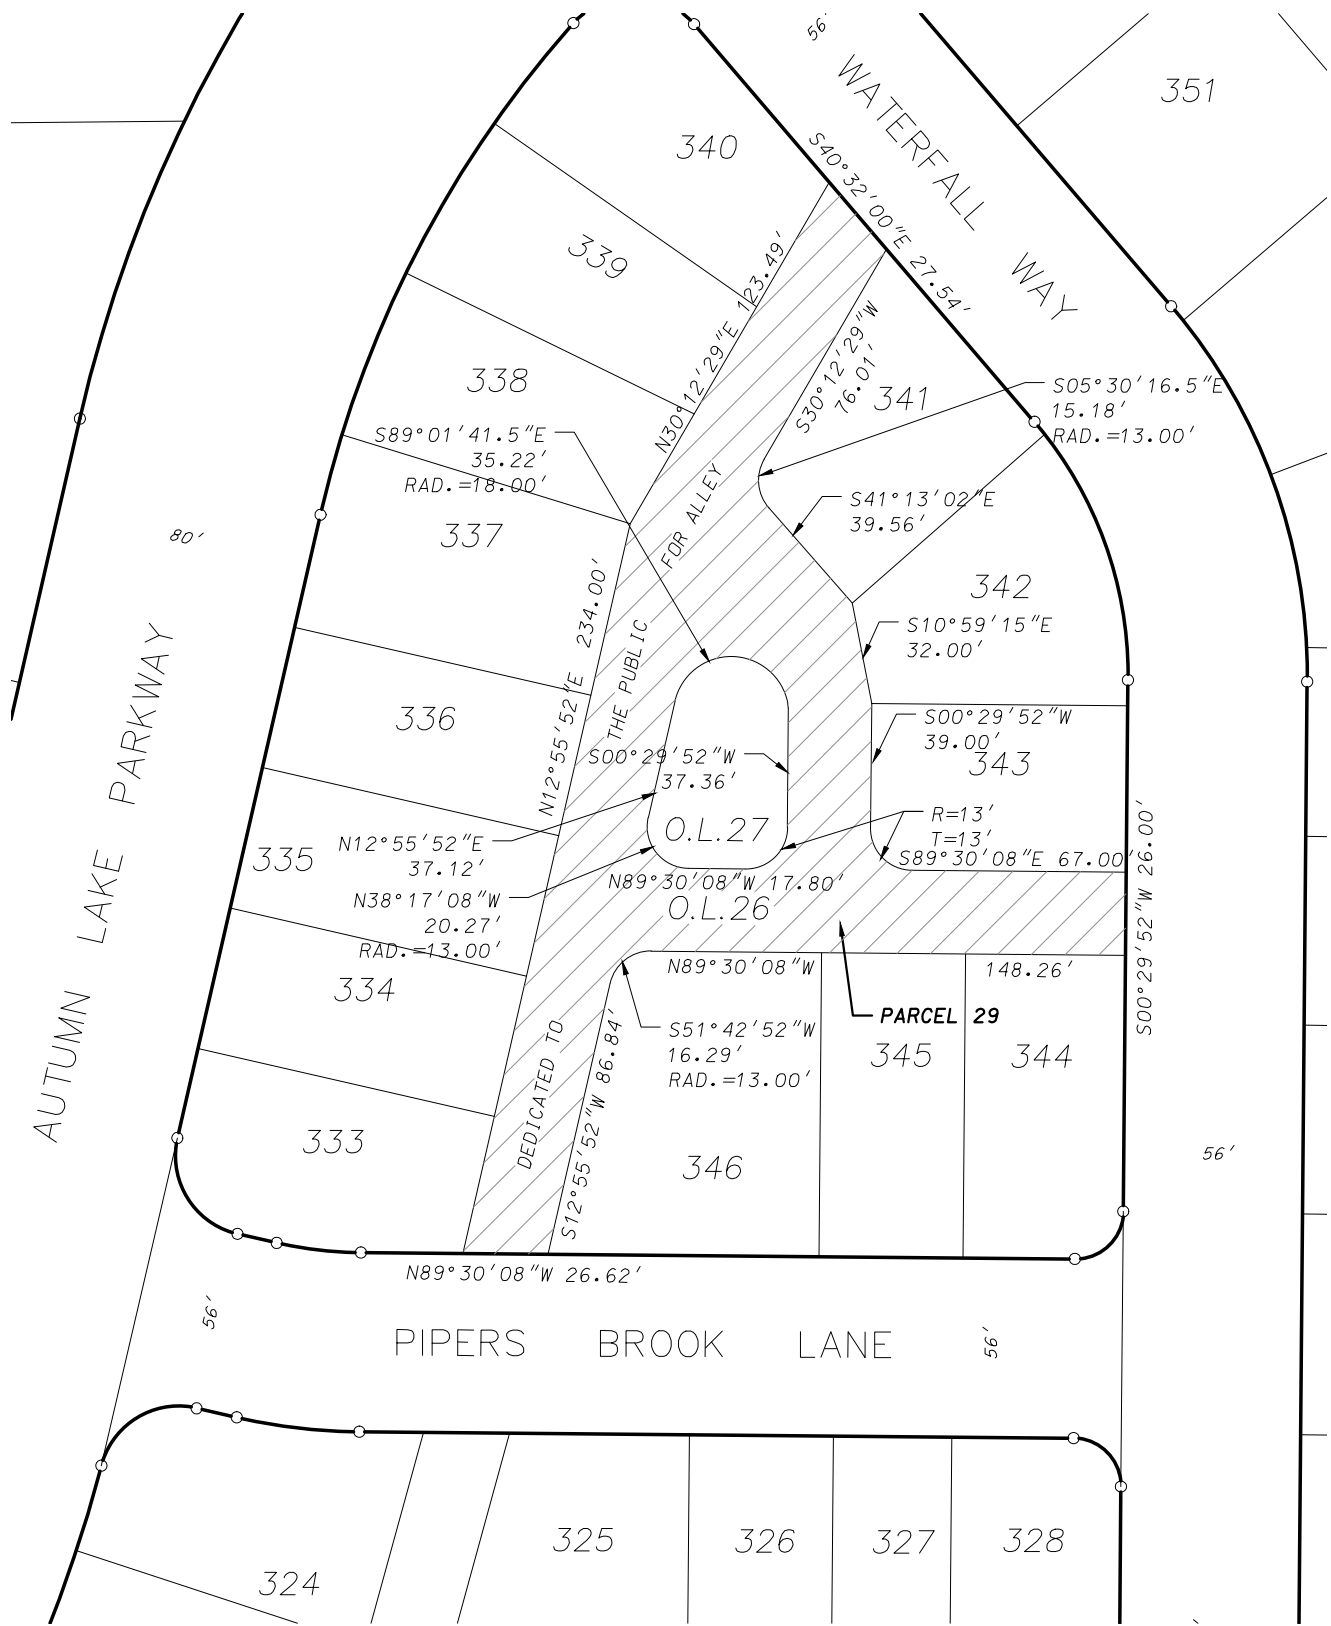 56'
WATERFALL WAY
351
340
S40°32'00"E 27.54'
339
N30°12'29"E 123.49'
S30°12'29"W
76.01'
338
341
S05°30'16.5"E
15.18'
RAD.=13.00'
S89°01'41.5"E
35.22'
RAD.=18.00'
S41°13'02"E
39.56'
80'
337
FOR ALLEY
342
S10°59'15"E
32.00'
N12°55'52"E 234.00'
THE PUBLIC
336
S00°29'52"W
39.00'
343
S00°29'52"W
37.36'
AUTUMN LAKE PARKWAY
O.L.27
R=13'
T=13'
335
N12°55'52"E
37.12'
S89°30'08"E 67.00'
S00°29'52"W 26.00'
N89°30'08"W 17.80'
N38°17'08"W
20.27'
RAD.=13.00'
O.L.26
N89°30'08"W
148.26'
334
PARCEL 29
S51°42'52"W
16.29'
RAD.=13.00'
345
344
DEDICATED TO
S12°55'52"W 86.84'
333
346
56'
N89°30'08"W 26.62'
56'
PIPERS BROOK LANE
56'
325
326
327
328
324